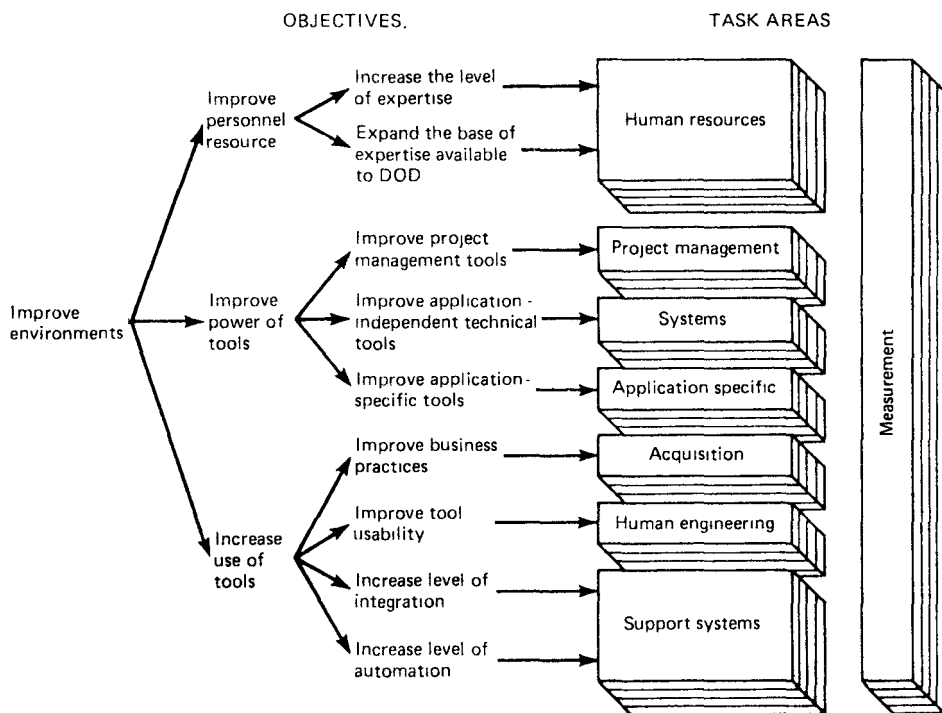 OBJECTIVES.
TASK AREAS
Improve
environments
Improve
personnel
resource
Improve
power of
tools
Increase
use of
tools
Increase the level
of expertise
Expand the base of
expertise available
to DOD
Improve project
management tools
Improve application-
independent technical
tools
Improve application-
specific tools
Improve business
practices
Improve tool
usability
Increase level of
integration
Increase level of
automation
Human resources
Project management
Systems
Application specific
Acquisition
Human engineering
Support systems
Measurement